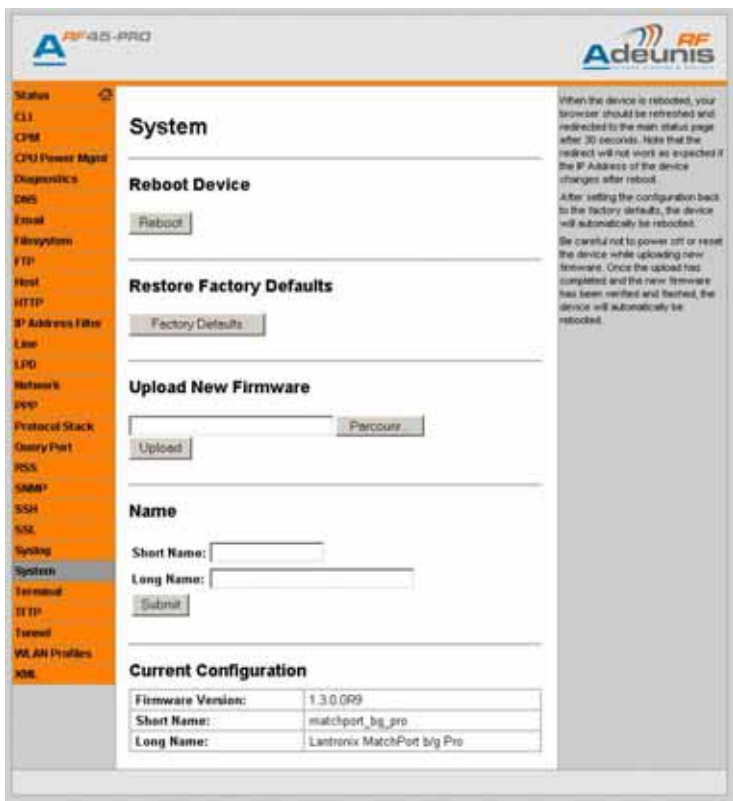 ARF45-PRO
Adeunis RF
Status
CLI
CPM
CPU Power Mgmt
Diagnostics
DNS
Email
Filesystem
FTP
Host
HTTP
IP Address Filter
Line
LPD
Network
PPP
Protocol Stack
Query Port
RSS
SNMP
SSH
SSL
Syslog
System
Terminal
TFTP
Tunnel
WLAN Profiles
XML
System
Reboot Device
Reboot
Restore Factory Defaults
Factory Defaults
Upload New Firmware
Parcourir...
Upload
Name
Short Name:
Long Name:
Submit
Current Configuration
Firmware Version: 1.3.0.0R9
Short Name: matchport_bg_pro
Long Name: Lantronix MatchPort b/g Pro
When the device is rebooted, your
browser should be refreshed and
redirected to the main status page
after 30 seconds. Note that the
redirect will not work as expected if
the IP Address of the device
changes after reboot.
After setting the configuration back
to the factory defaults, the device
will automatically be rebooted.
Be careful not to power off or reset
the device while uploading new
firmware. Once the upload has
completed and the new firmware
has been verified and flashed, the
device will automatically be
rebooted.